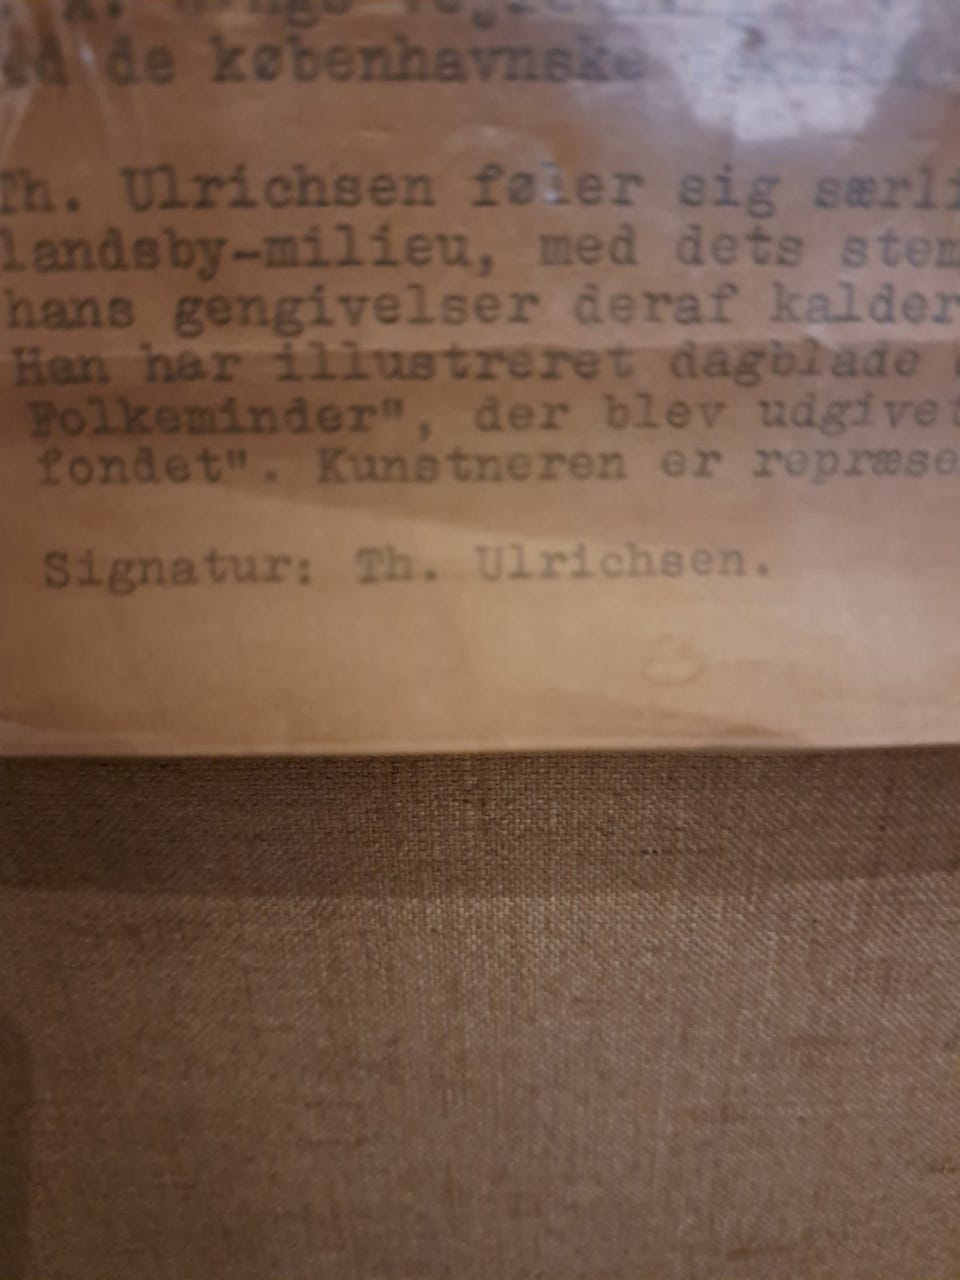 de københavnske
Th. Ulrichsen føler sig særli
landsby-milieu, med dets stem
hans gengivelser deraf kalder
Han har illustreret dagblade
Folkeminder", der blev udgivet
fondet". Kunstneren er repræse
Signatur: Th. Ulrichsen.